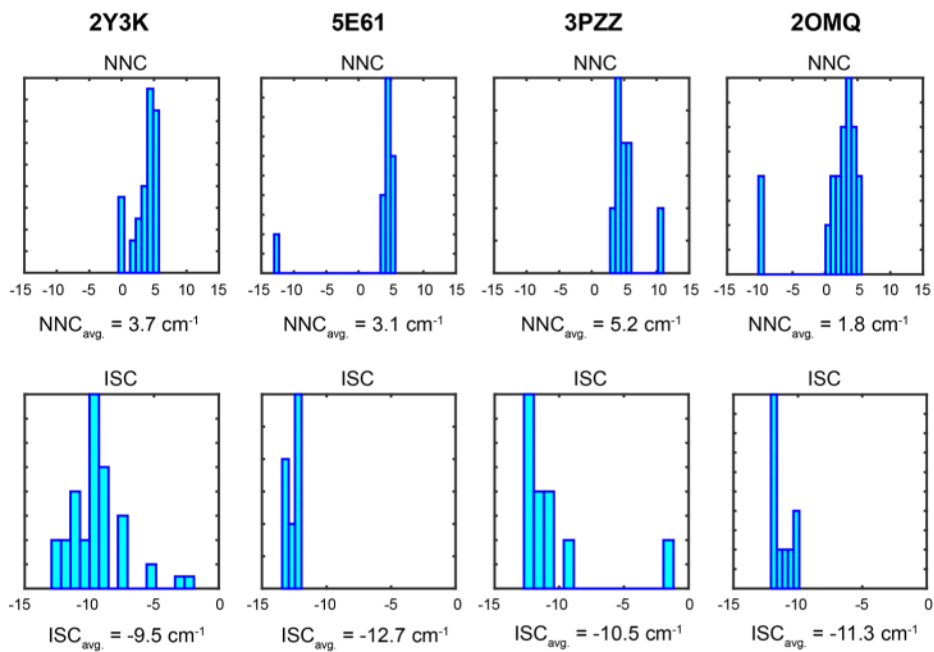 2Y3K 5E61 3PZZ 2OMQ
NNC NNC NNC NNC
-15 -10 -5 0 5 10 15 -15 -10 -5 0 5 10 15 -15 -10 -5 0 5 10 15 -15 -10 -5 0 5 10 15
NNCavg. = 3.7 cm-1 NNCavg. = 3.1 cm-1 NNCavg. = 5.2 cm-1 NNCavg. = 1.8 cm-1
ISC ISC ISC ISC
-15 -10 -5 0 -15 -10 -5 0 -15 -10 -5 0 -15 -10 -5 0
ISCavg. = -9.5 cm-1 ISCavg. = -12.7 cm-1 ISCavg. = -10.5 cm-1 ISCavg. = -11.3 cm-1